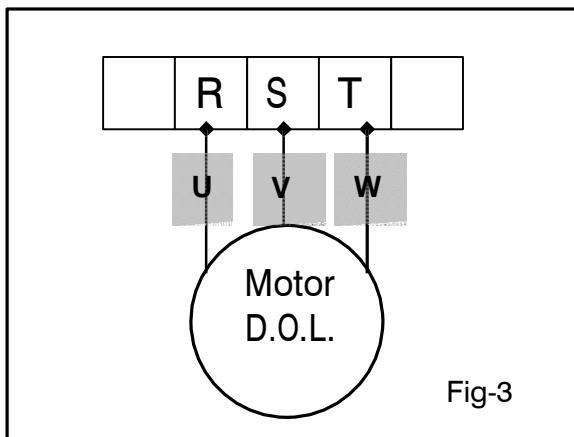 R S T
U V W
Motor
D.O.L.
Fig-3